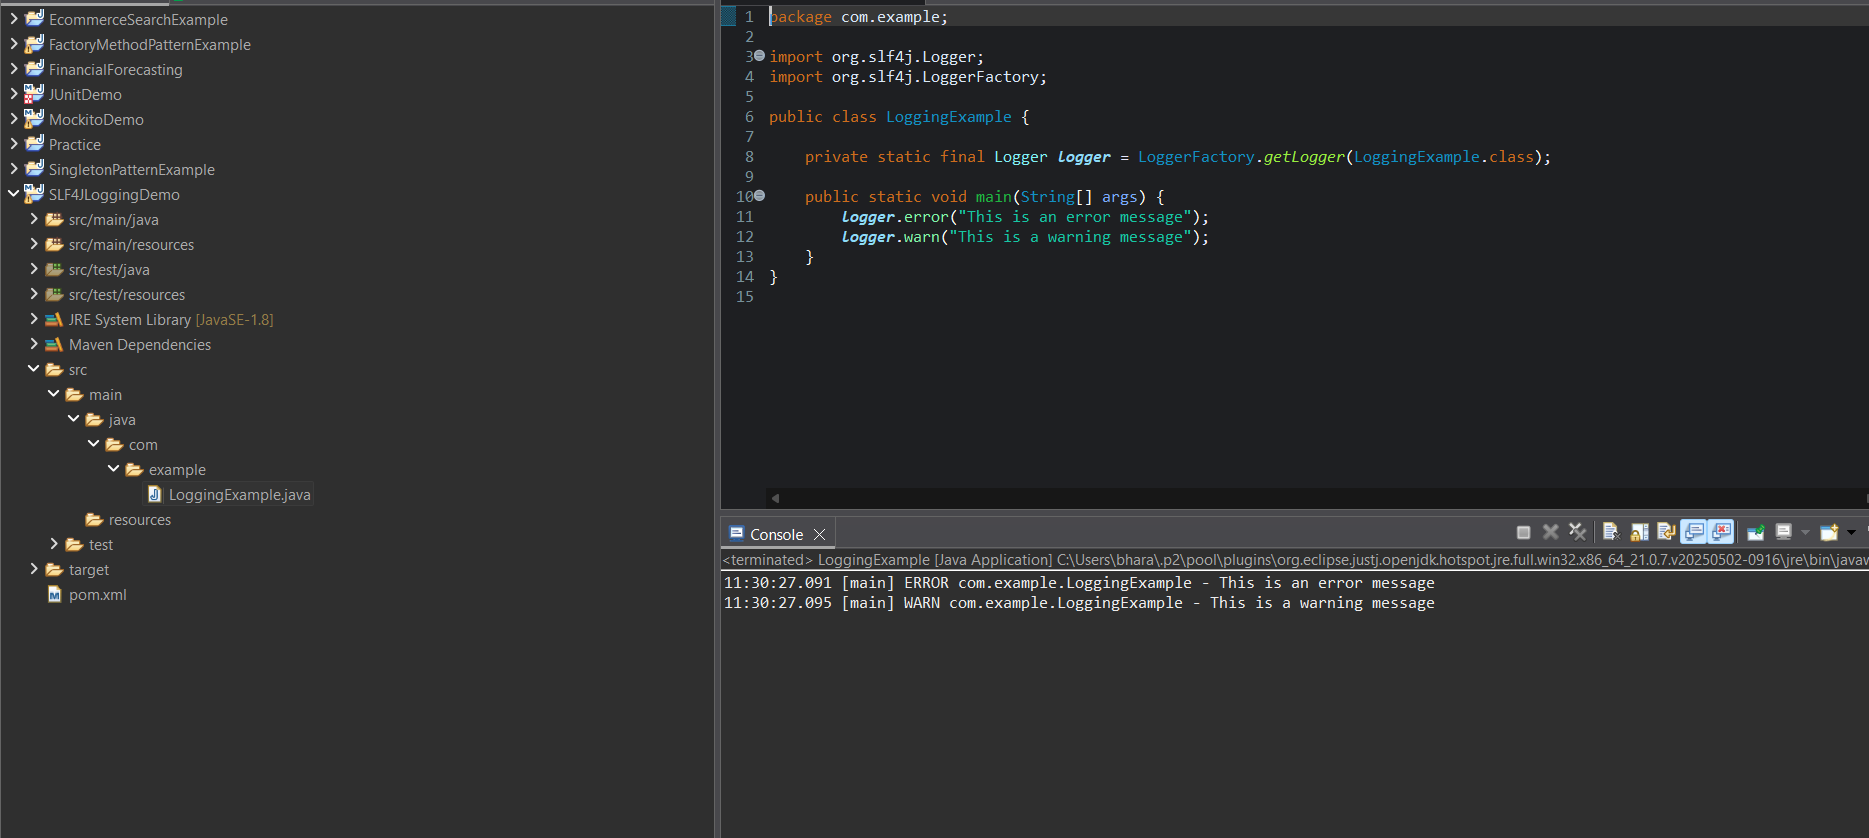 EcommerceSearchExample
FactoryMethodPatternExample
FinancialForecasting
JUnitDemo
MockitoDemo
Practice
SingletonPatternExample
SLF4JLoggingDemo
src/main/java
src/main/resources
src/test/java
src/test/resources
JRE System Library [JavaSE-1.8]
Maven Dependencies
src
main
java
com
example
LoggingExample.java
resources
test
target
pom.xml
1 package com.example;
2
3 import org.slf4j.Logger;
4 import org.slf4j.LoggerFactory;
5
6 public class LoggingExample {
7
8 private static final Logger logger = LoggerFactory.getLogger(LoggingExample.class);
9
10 public static void main(String[] args) {
11 logger.error("This is an error message");
12 logger.warn("This is a warning message");
13 }
14 }
15
Console
<terminated> LoggingExample [Java Application] C:\Users\bhara\.p2\pool\plugins\org.eclipse.justj.openjdk.hotspot.jre.full.win32.x86_64_21.0.7.v20250502-0916\jre\bin\javaw
11:30:27.091 [main] ERROR com.example.LoggingExample - This is an error message
11:30:27.095 [main] WARN com.example.LoggingExample - This is a warning message